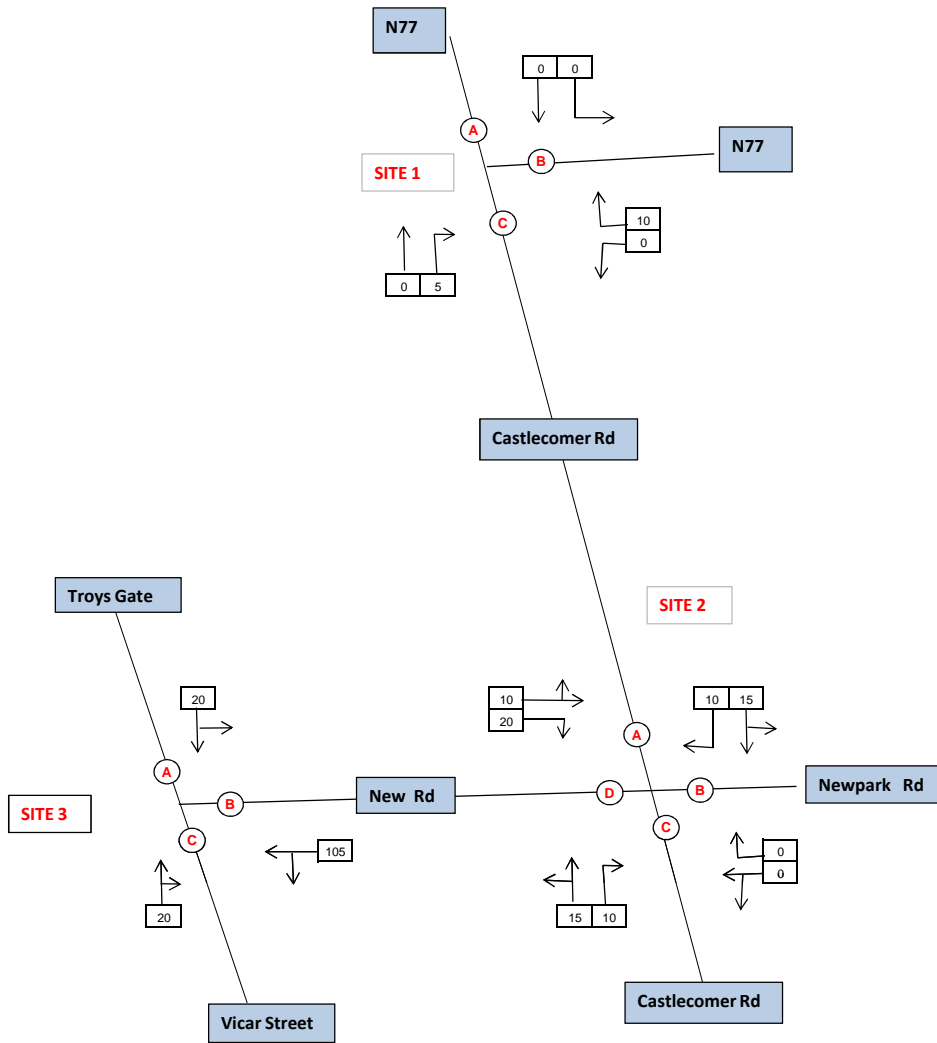 N77
0 0
A
N77
B
SITE 1
C
10
0
0 5
Castlecomer Rd
Troys Gate
SITE 2
20
10
20
10 15
A
A
New Rd
D
B
Newpark Rd
B
SITE 3
C
C
105
0
0
20
15 10
Castlecomer Rd
Vicar Street